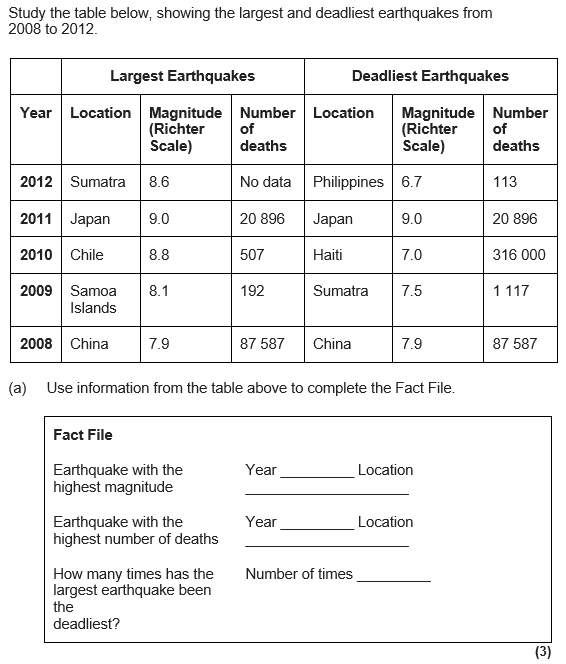 Study the table below, showing the largest and deadliest earthquakes from
2008 to 2012.
Largest Earthquakes Deadliest Earthquakes
Year Location Magnitude (Richter Scale) Number of deaths Location Magnitude (Richter Scale) Number of deaths
2012 Sumatra 8.6 No data Philippines 6.7 113
2011 Japan 9.0 20 896 Japan 9.0 20 896
2010 Chile 8.8 507 Haiti 7.0 316 000
2009 Samoa Islands 8.1 192 Sumatra 7.5 1 117
2008 China 7.9 87 587 China 7.9 87 587
(a) Use information from the table above to complete the Fact File.
Fact File
Earthquake with the
highest magnitude
Year _________ Location
____________________
Earthquake with the
highest number of deaths
Year _________ Location
____________________
How many times has the
largest earthquake been
the
deadliest?
Number of times _________
(3)